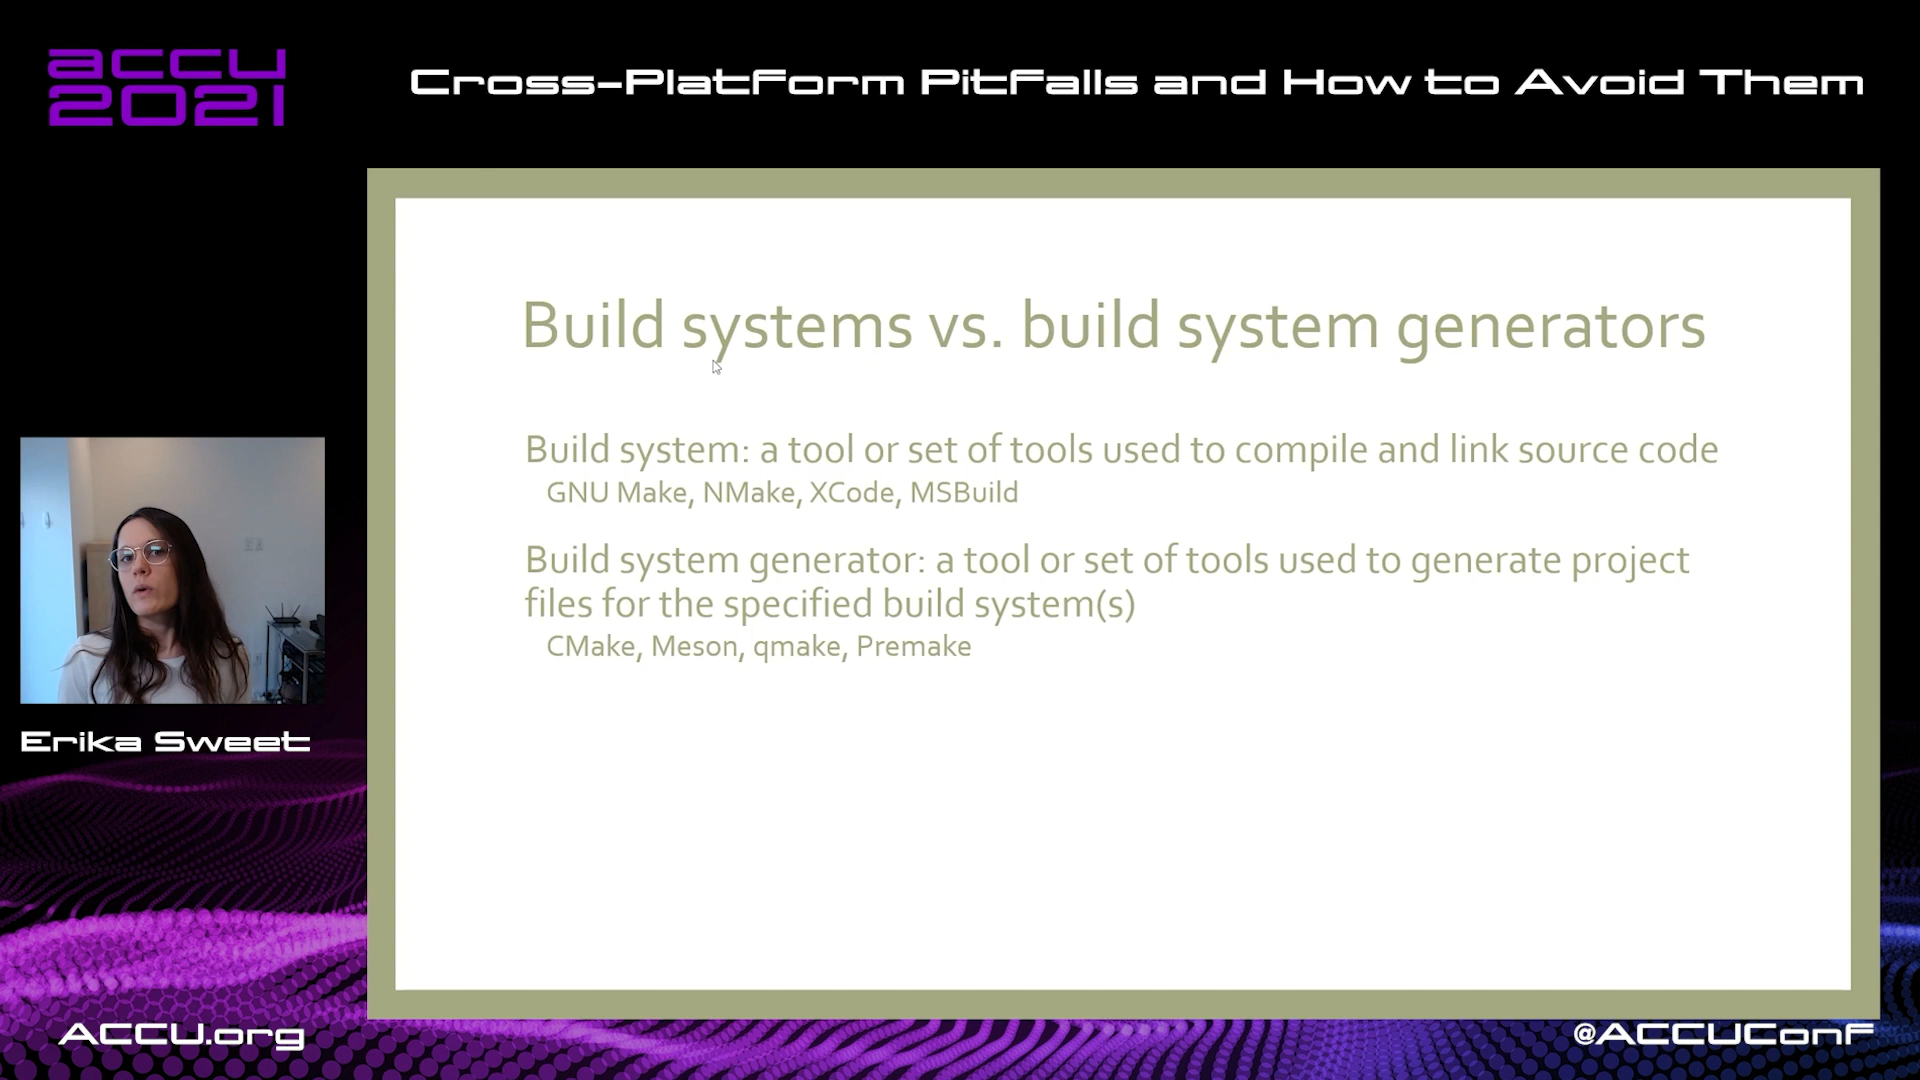 accu
2021
Cross-Platform Pitfalls and How to Avoid Them
Build systems vs. build system generators
Build system: a tool or set of tools used to compile and link source code
GNU Make, NMake, XCode, MSBuild
Build system generator: a tool or set of tools used to generate project
files for the specified build system(s)
CMake, Meson, qmake, Premake
Erika Sweet
ACCU.org
@ACCUConf